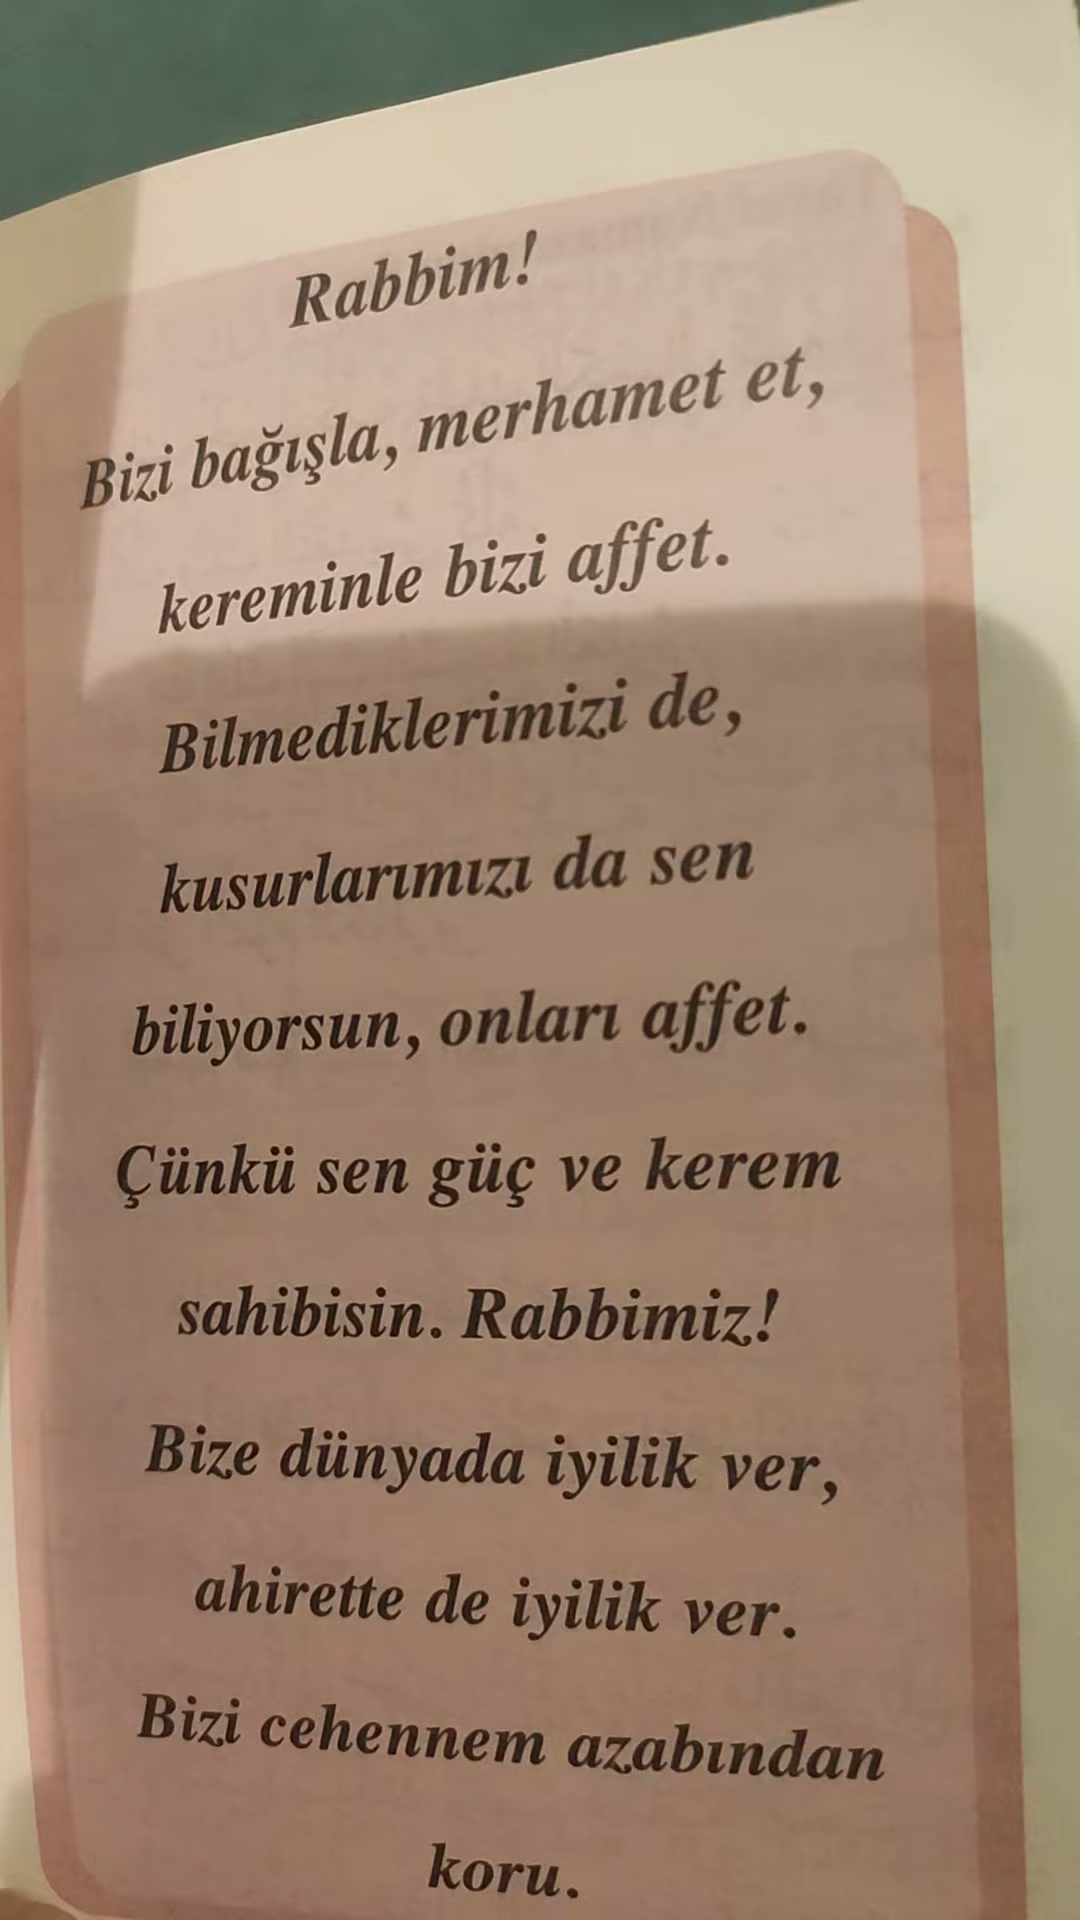 Rabbim!
Bizi bağışla, merhamet et,
kereminle bizi affet.
Bilmediklerimizi de,
kusurlarımızı da sen
biliyorsun, onları affet.
Çünkü sen güç ve kerem
sahibisin. Rabbimiz!
Bize dünyada iyilik ver,
ahirette de iyilik ver.
Bizi cehennem azabından
koru.